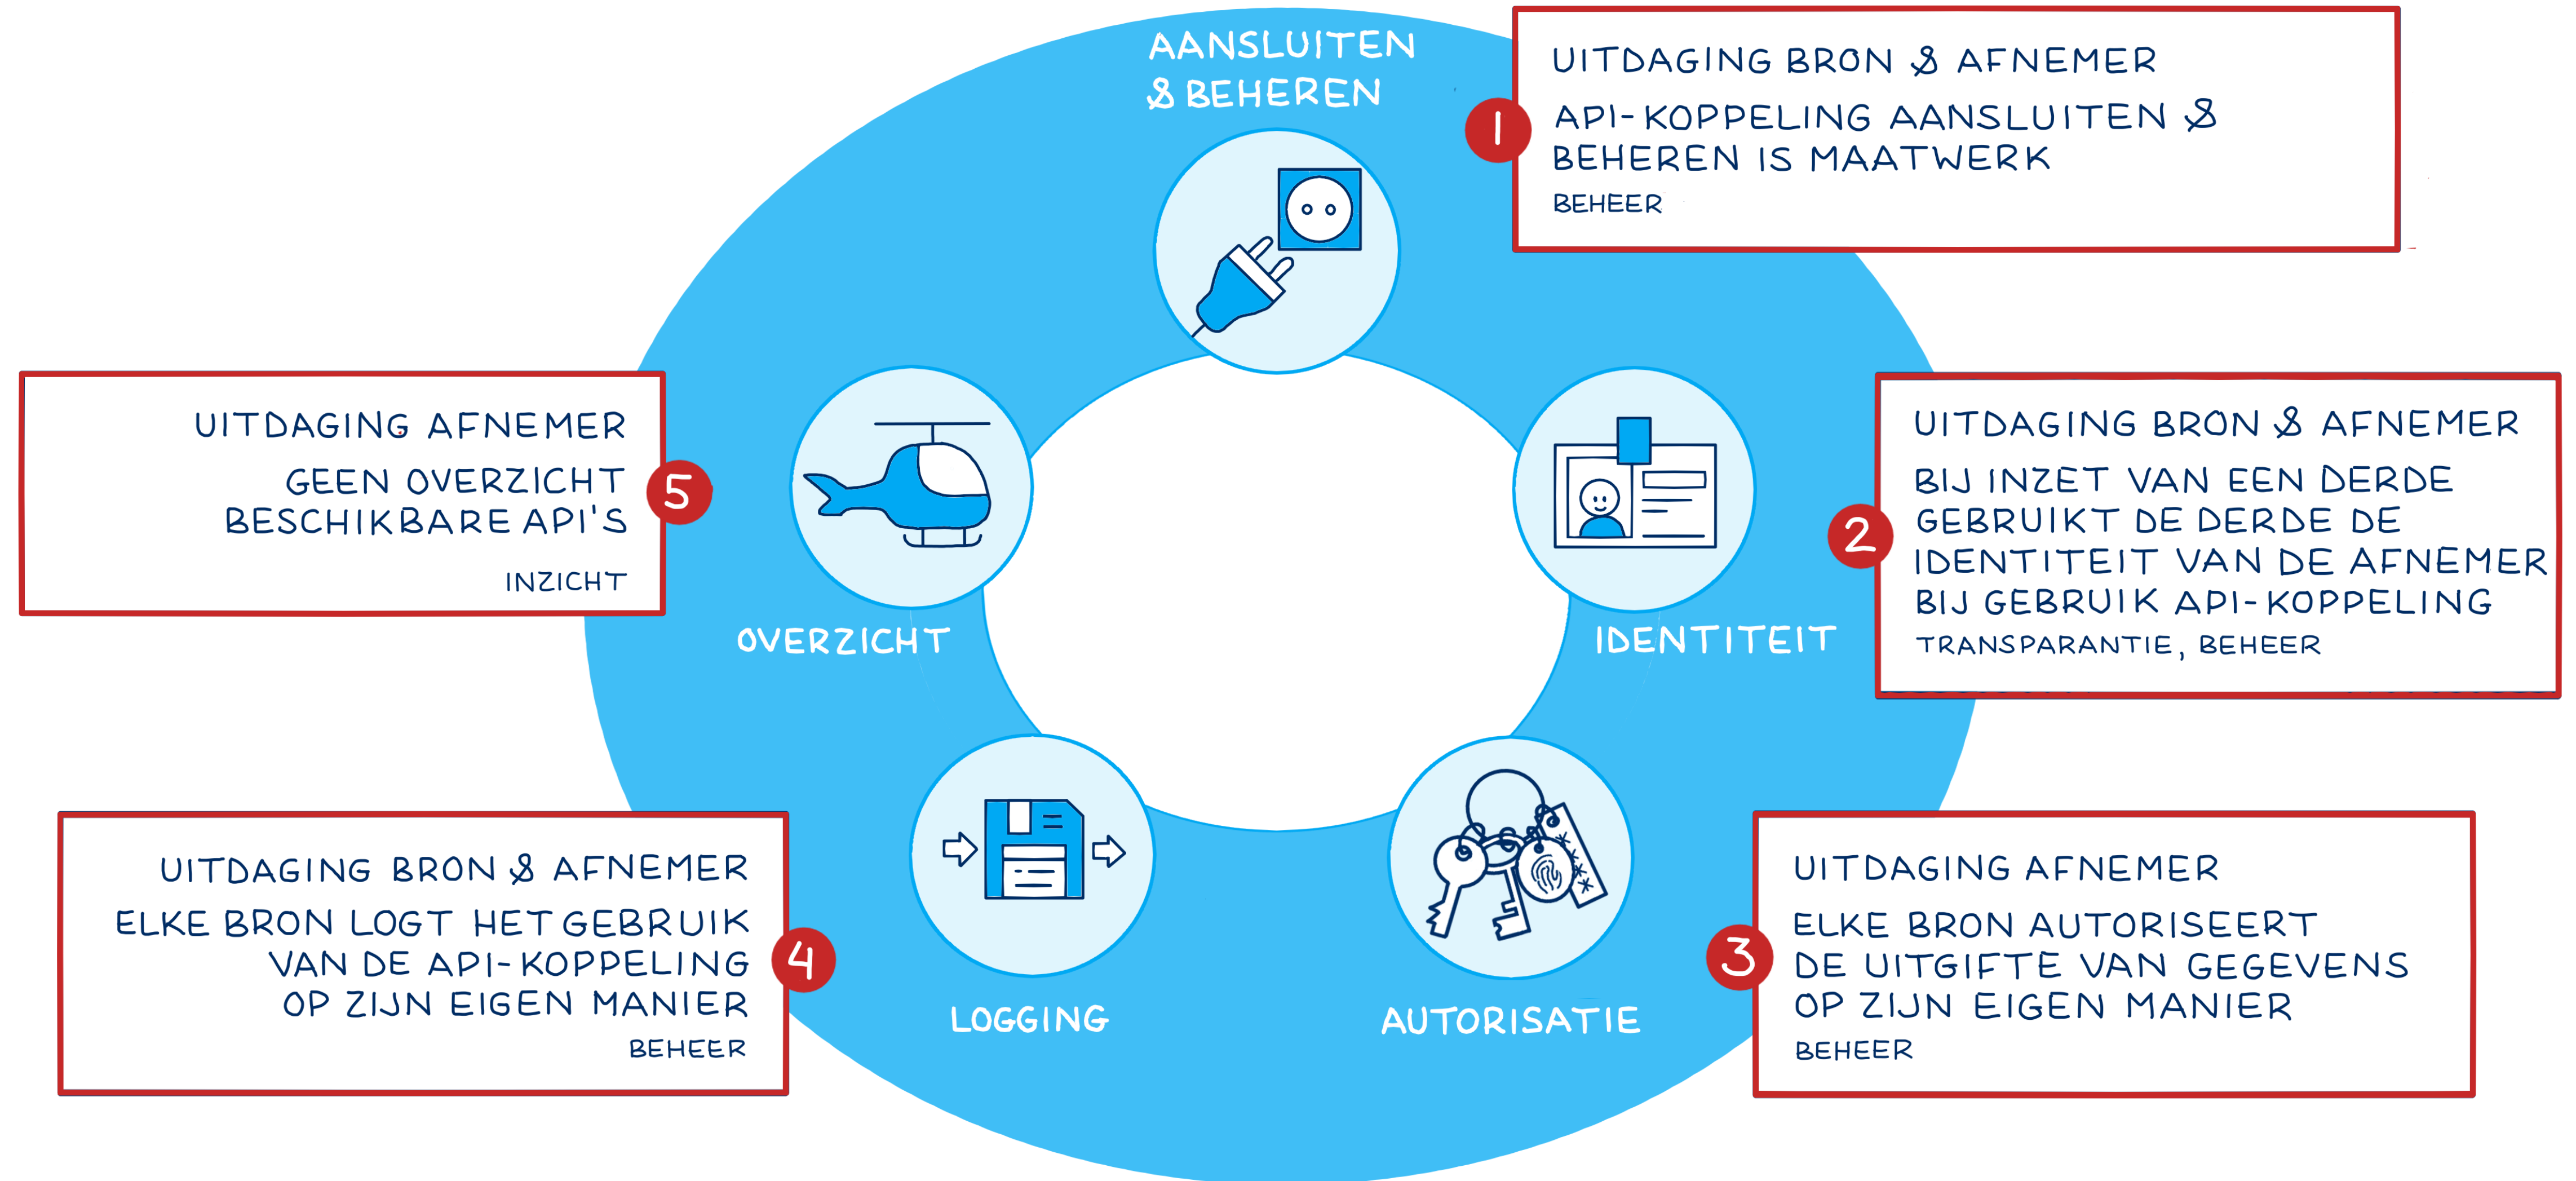 AANSLUITEN
& BEHEREN
1
UITDAGING BRON & AFNEMER
API-KOPPELING AANSLUITEN &
BEHEREN IS MAATWERK
BEHEER
IDENTITEIT
2
UITDAGING BRON & AFNEMER
BIJ INZET VAN EEN DERDE
GEBRUIKT DE DERDE DE
IDENTITEIT VAN DE AFNEMER
BIJ GEBRUIK API-KOPPELING
TRANSPARANTIE, BEHEER
AUTORISATIE
****
3
UITDAGING AFNEMER
ELKE BRON AUTORISEERT
DE UITGIFTE VAN GEGEVENS
OP ZIJN EIGEN MANIER
BEHEER
LOGGING
4
UITDAGING BRON & AFNEMER
ELKE BRON LOGT HET GEBRUIK
VAN DE API-KOPPELING
OP ZIJN EIGEN MANIER
BEHEER
OVERZICHT
5
UITDAGING AFNEMER
GEEN OVERZICHT
BESCHIKBARE API'S
INZICHT